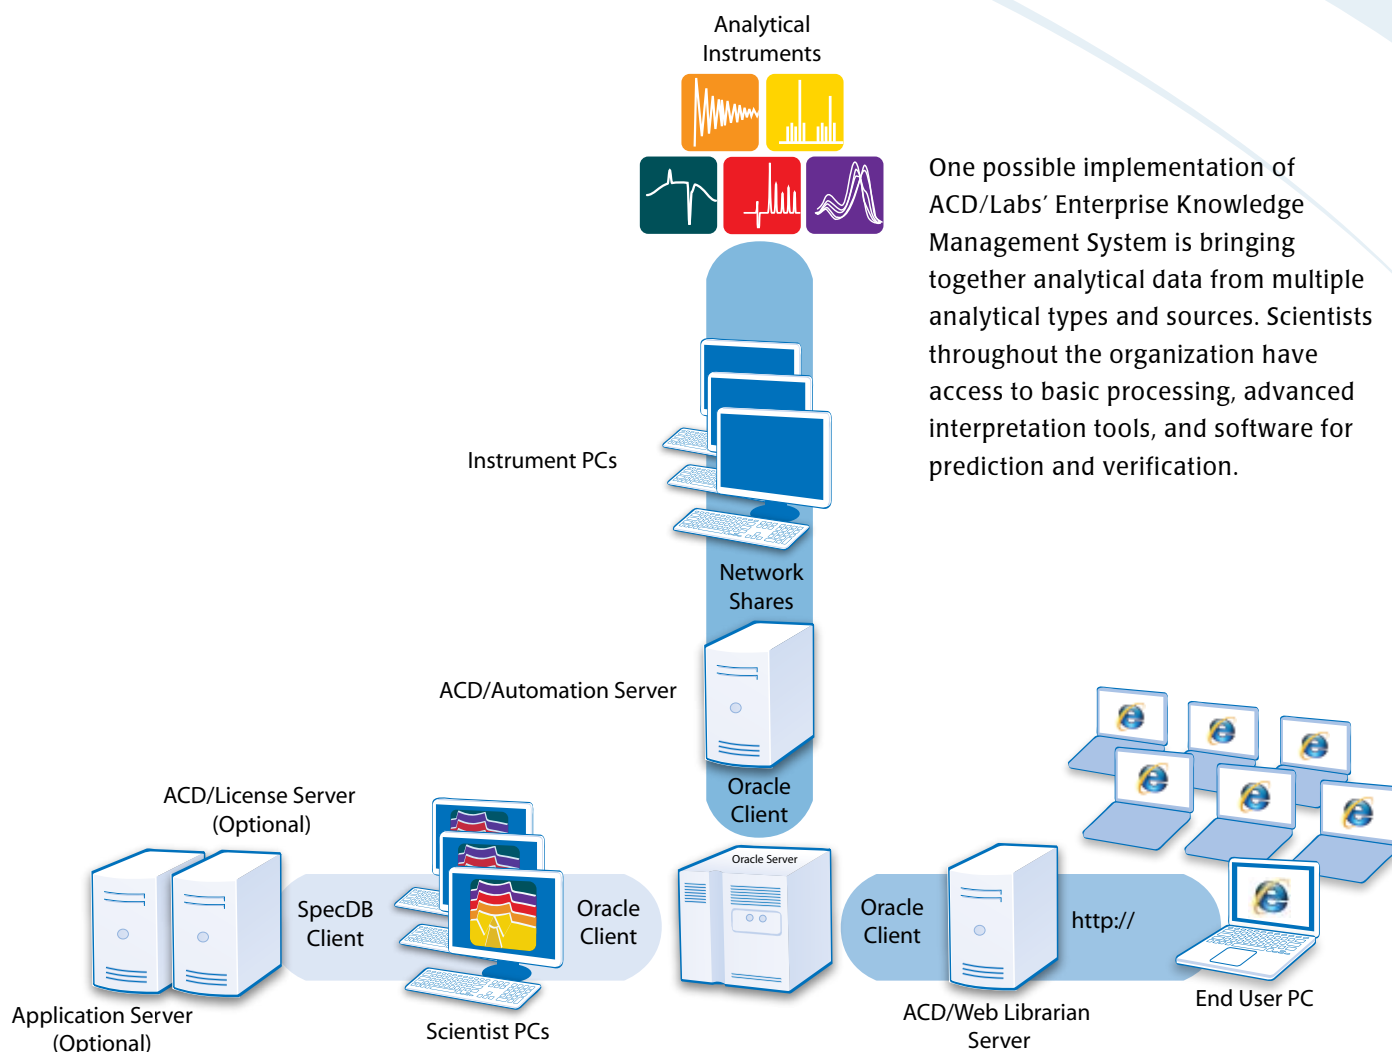 Analytical
Instruments
One possible implementation of
ACD/Labs’ Enterprise Knowledge
Management System is bringing
together analytical data from multiple
analytical types and sources. Scientists
throughout the organization have
access to basic processing, advanced
interpretation tools, and software for
prediction and verification.
Instrument PCs
Network
Shares
ACD/Automation Server
Oracle
Client
ACD/License Server
(Optional)
Oracle Server
SpecDB
Client
Oracle
Client
Oracle
Client
http://
Application Server
(Optional)
Scientist PCs
ACD/Web Librarian
Server
End User PC